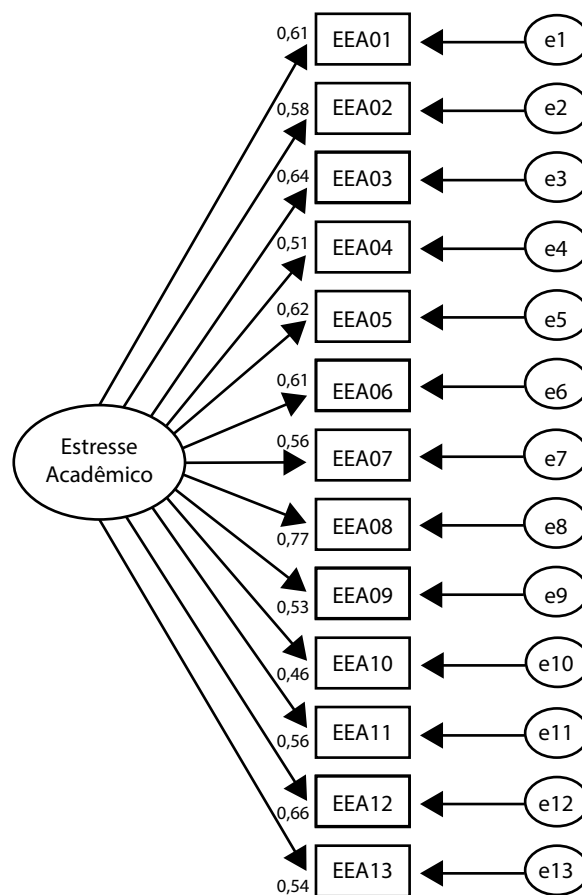 0,61
EEA01
e1
0,58
EEA02
e2
0,64
EEA03
e3
0,51
EEA04
e4
0,62
EEA05
e5
0,61
EEA06
e6
Estresse
Acadêmico
0,56
EEA07
e7
0,77
EEA08
e8
0,53
EEA09
e9
0,46
EEA10
e10
0,56
EEA11
e11
0,66
EEA12
e12
0,54
EEA13
e13